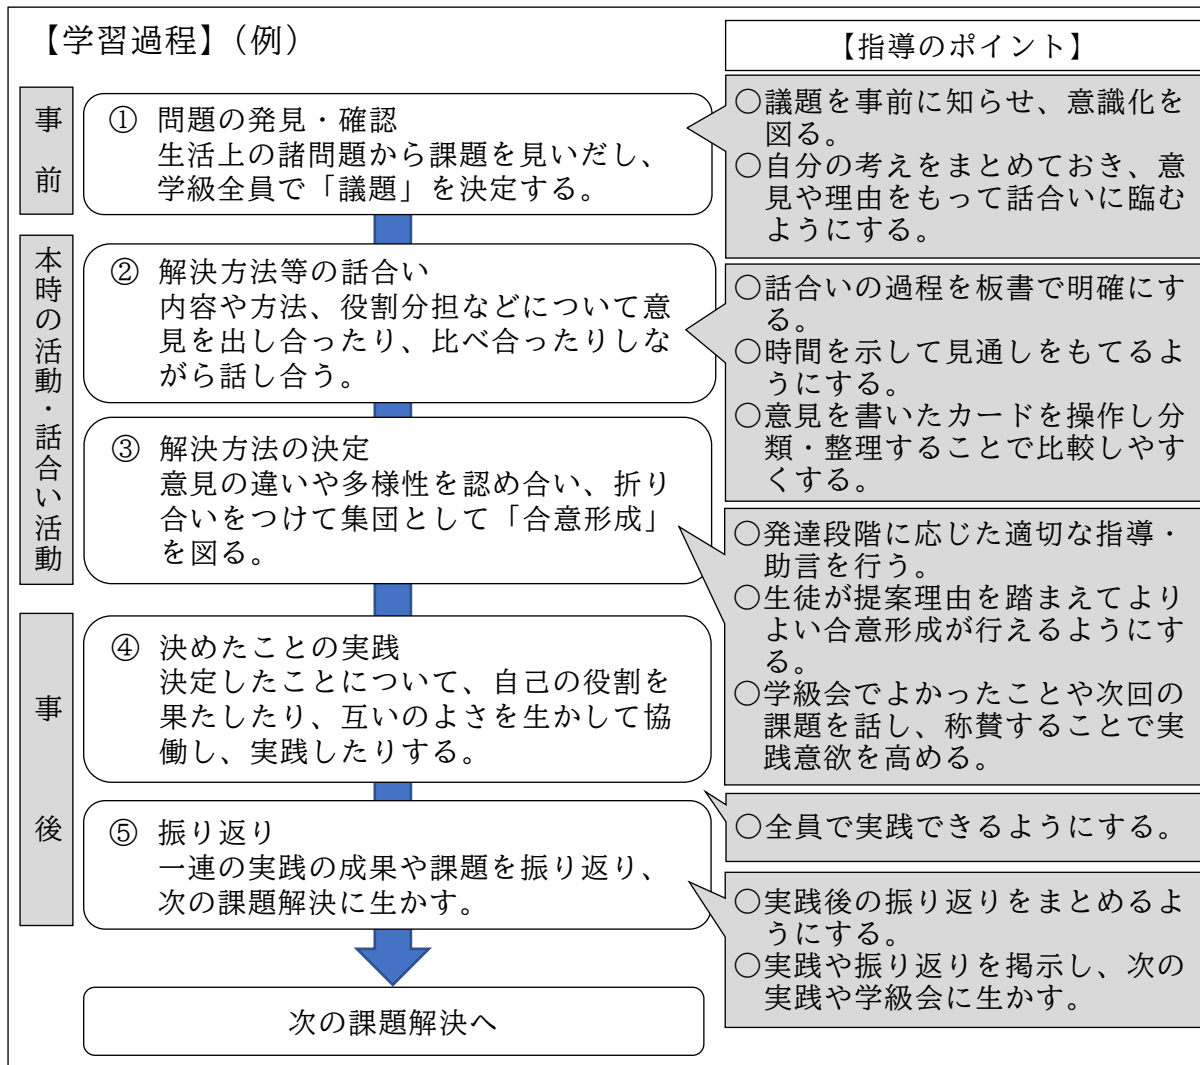 【学習過程】（例）
【指導のポイント】
事前
① 問題の発見・確認
生活上の諸問題から課題を見いだし、
学級全員で「議題」を決定する。
○議題を事前に知らせ、意識化を
図る。
○自分の考えをまとめておき、意
見や理由をもって話合いに臨む
ようにする。
本時の活動・話合い活動
② 解決方法等の話合い
内容や方法、役割分担などについて意
見を出し合ったり、比べ合ったりしな
がら話し合う。
○話合いの過程を板書で明確にす
る。
○時間を示して見通しをもてるよ
うにする。
○意見を書いたカードを操作し分
類・整理することで比較しやす
くする。
③ 解決方法の決定
意見の違いや多様性を認め合い、折り
合いをつけて集団として「合意形成」
を図る。
○発達段階に応じた適切な指導・
助言を行う。
○生徒が提案理由を踏まえてより
よい合意形成が行えるようにす
る。
○学級会でよかったことや次回の
課題を話し、称賛することで実
践意欲を高める。
事後
④ 決めたことの実践
決定したことについて、自己の役割を
果たしたり、互いのよさを生かして協
働し、実践したりする。
○全員で実践できるようにする。
⑤ 振り返り
一連の実践の成果や課題を振り返り、
次の課題解決に生かす。
○実践後の振り返りをまとめるよ
うにする。
○実践や振り返りを掲示し、次の
実践や学級会に生かす。
次の課題解決へ